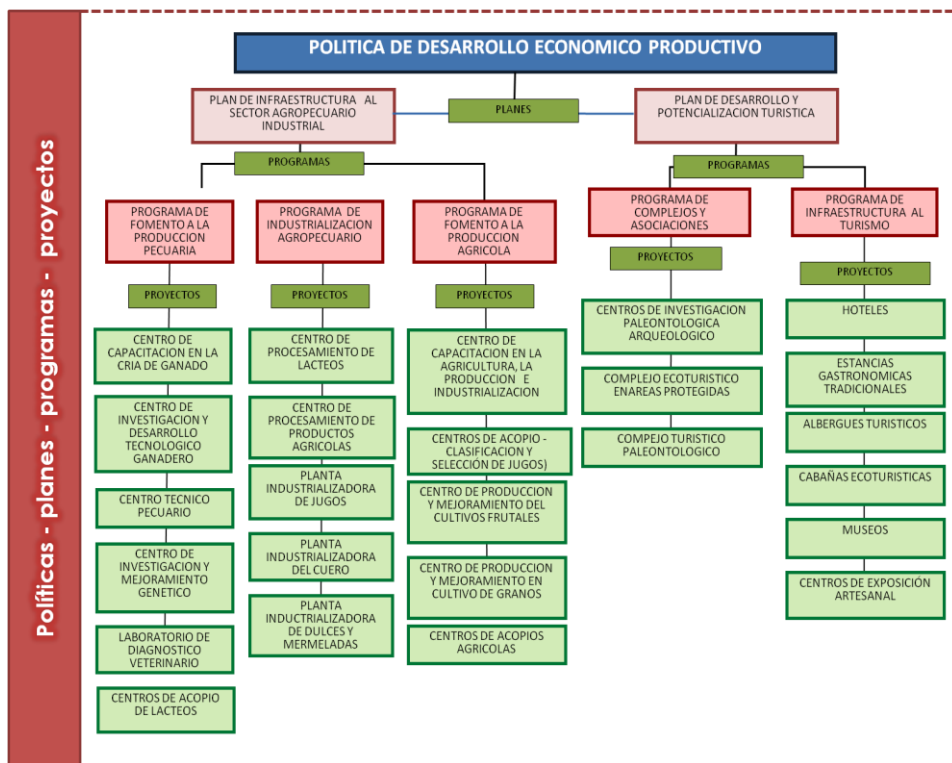 Políticas - planes - programas - proyectos
POLITICA DE DESARROLLO ECONOMICO PRODUCTIVO
PLAN DE INFRAESTRUCTURA AL
SECTOR AGROPECUARIO
INDUSTRIAL
PLANES
PLAN DE DESARROLLO Y
POTENCIALIZACION TURISTICA
PROGRAMAS
PROGRAMAS
PROGRAMA DE
FOMENTO A LA
PRODUCCION
PECUARIA
PROGRAMA DE
INDUSTRIALIZACION
AGROPECUARIO
PROGRAMA DE
FOMENTO A LA
PRODUCCION
AGRICOLA
PROGRAMA DE
COMPLEJOS Y
ASOCIACIONES
PROGRAMA DE
INFRAESTRUCTURA AL
TURISMO
PROYECTOS
PROYECTOS
PROYECTOS
PROYECTOS
PROYECTOS
CENTRO DE
CAPACITACION EN LA
CRIA DE GANADO
CENTRO DE
INVESTIGACION Y
DESARROLLO
TECNOLOGICO
GANADERO
CENTRO TECNICO
PECUARIO
CENTRO DE
INVESTIGACION Y
MEJORAMIENTO
GENETICO
LABORATORIO DE
DIAGNOSTICO
VETERINARIO
CENTROS DE ACOPIO
DE LACTEOS
CENTRO DE
PROCESAMIENTO DE
LACTEOS
CENTRO DE
PROCESAMIENTO DE
PRODUCTOS
AGRICOLAS
PLANTA
INDUSTRIALIZADORA
DE JUGOS
PLANTA
INDUSTRIALIZADORA
DEL CUERO
PLANTA
INDUCTRIALIZADORA
DE DULCES Y
MERMELADAS
CENTRO DE
CAPACITACION EN LA
AGRICULTURA, LA
PRODUCCION E
INDUSTRIALIZACION
CENTROS DE ACOPIO -
CLASIFICACION Y
SELECCIÓN DE JUGOS)
CENTRO DE PRODUCCION
Y MEJORAMIENTO DEL
CULTIVOS FRUTALES
CENTRO DE PRODUCCION
Y MEJORAMIENTO EN
CULTIVO DE GRANOS
CENTROS DE ACOPIOS
AGRICOLAS
CENTROS DE INVESTIGACION
PALEONTOLOGICA
ARQUEOLOGICO
COMPLEJO ECOTURISTICO
ENAREAS PROTEGIDAS
COMPEJO TURISTICO
PALEONTOLOGICO
HOTELES
ESTANCIAS
GASTRONOMICAS
TRADICIONALES
ALBERGUES TURISTICOS
CABAÑAS ECOTURISTICAS
MUSEOS
CENTROS DE EXPOSICIÓN
ARTESANAL